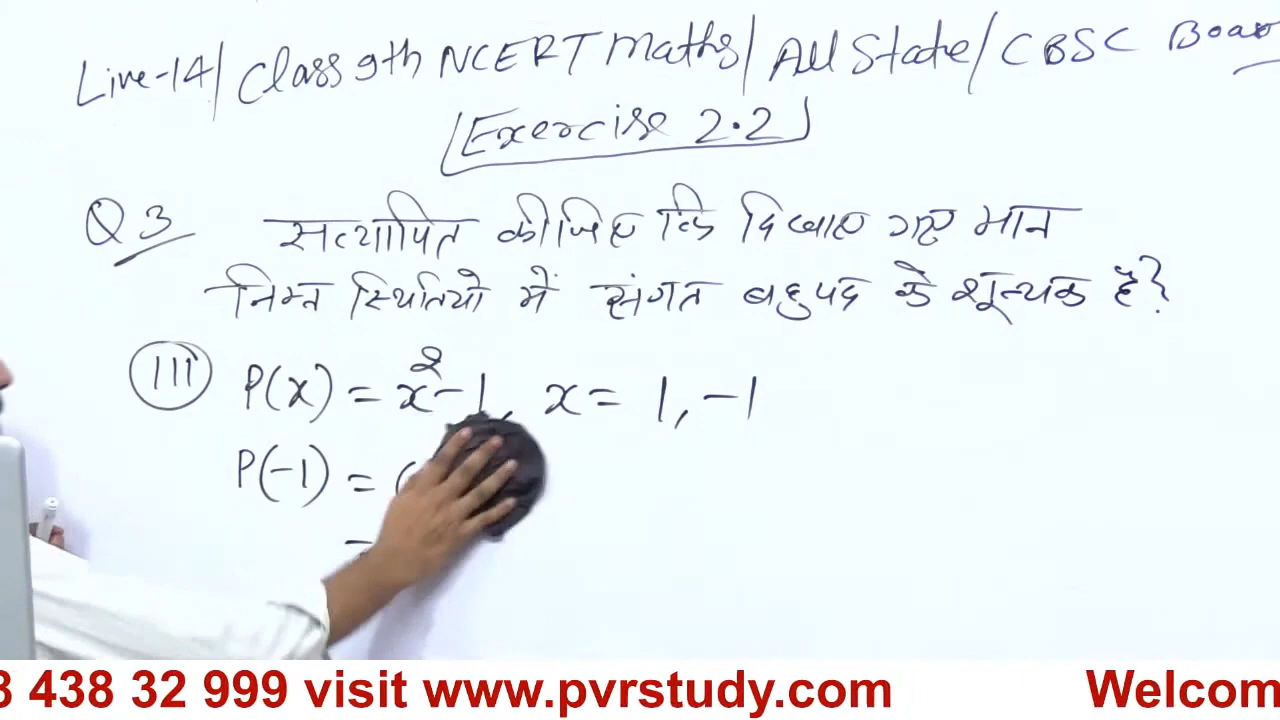 Live-14/ Class 9th NCERT Maths/ All State/ CBSC Boa
Exercise 2.2
Q 3 सत्यापित कीजिए कि दिखाए गए मान
निम्न स्थितियो में संगत बहुपद के शून्यक है?
III P(x) = x²-1, x = 1, -1
P(-1) = (
=
8 438 32 999 visit www.pvrstudy.com Welcom